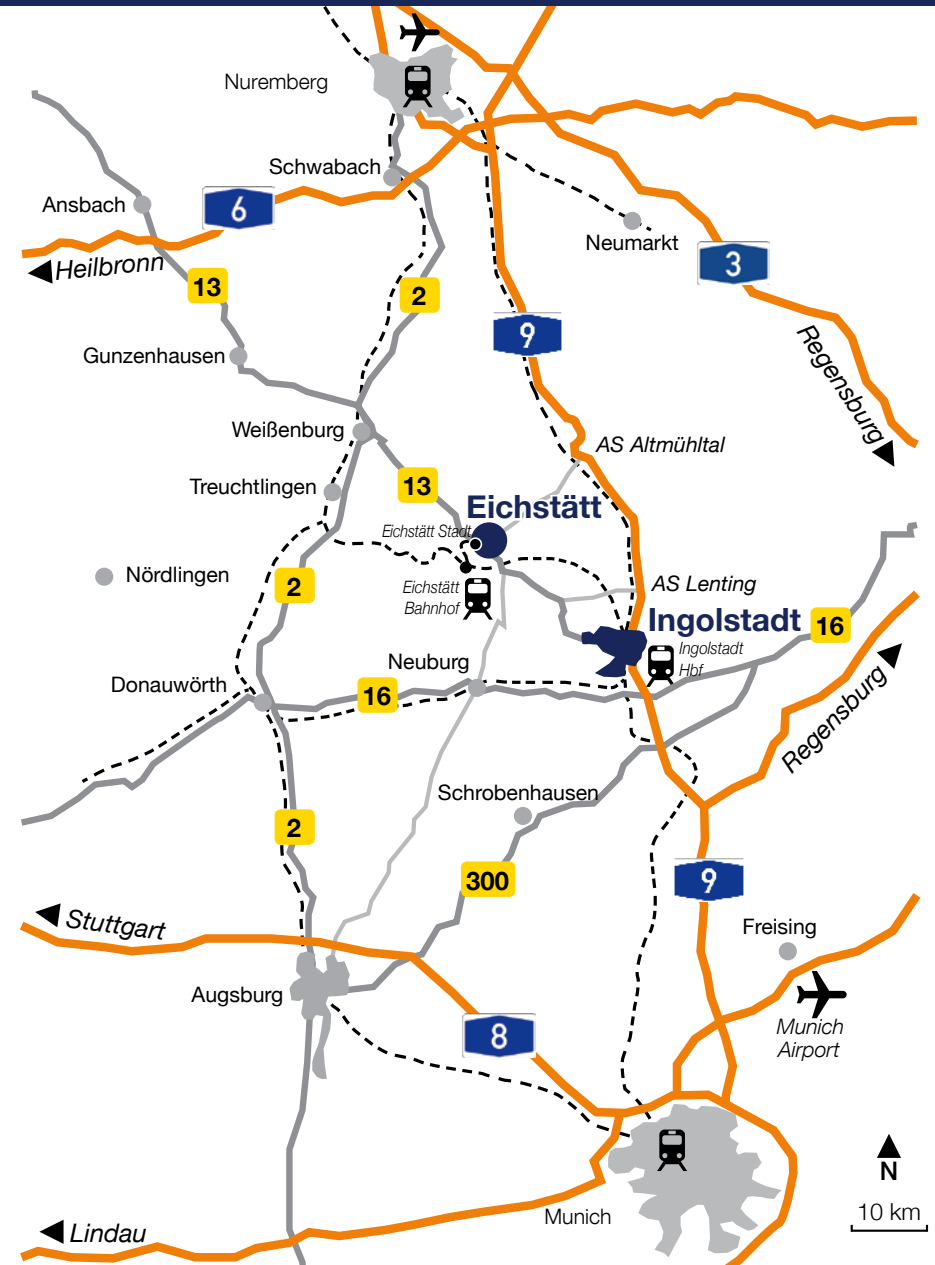 Nuremberg
Schwabach
Ansbach
6
Neumarkt
Heilbronn
3
13
2
9
Gunzenhausen
Regensburg
Weißenburg
AS Altmühltal
Treuchtlingen
13
Eichstätt
Eichstätt Stadt
Nördlingen
2
Eichstätt
Bahnhof
AS Lenting
Ingolstadt
16
Ingolstadt
Hbf
Neuburg
Donauwörth
16
Regensburg
Schrobenhausen
2
300
9
Stuttgart
Freising
Augsburg
8
Munich
Airport
N
10 km
Munich
Lindau